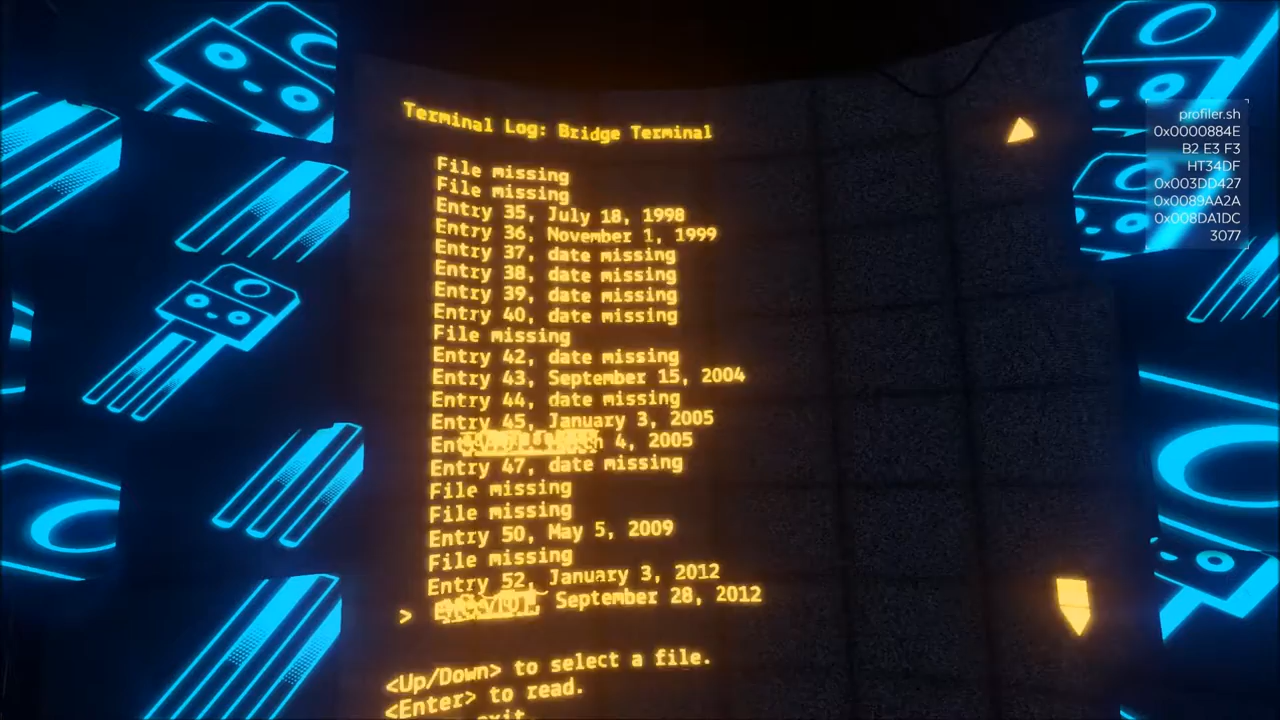 Terminal Log: Bridge Terminal
File missing
File missing
Entry 35, July 18, 1998
Entry 36, November 1, 1999
Entry 37, date missing
Entry 38, date missing
Entry 39, date missing
Entry 40, date missing
File missing
Entry 42, date missing
Entry 43, September 15, 2004
Entry 44, date missing
Entry 45, January 3, 2005
4, 2005
Entry 47, date missing
File missing
File missing
Entry 50, May 5, 2009
File missing
Entry 52, January 3, 2012
> September 28, 2012
<Up/Down> to select a file.
<Enter> to read.
exit
profiler.sh
0x0000884E
B2 E3 F3
HT34DF
0x003DD427
0x0089AA2A
0x008DA1DC
3077